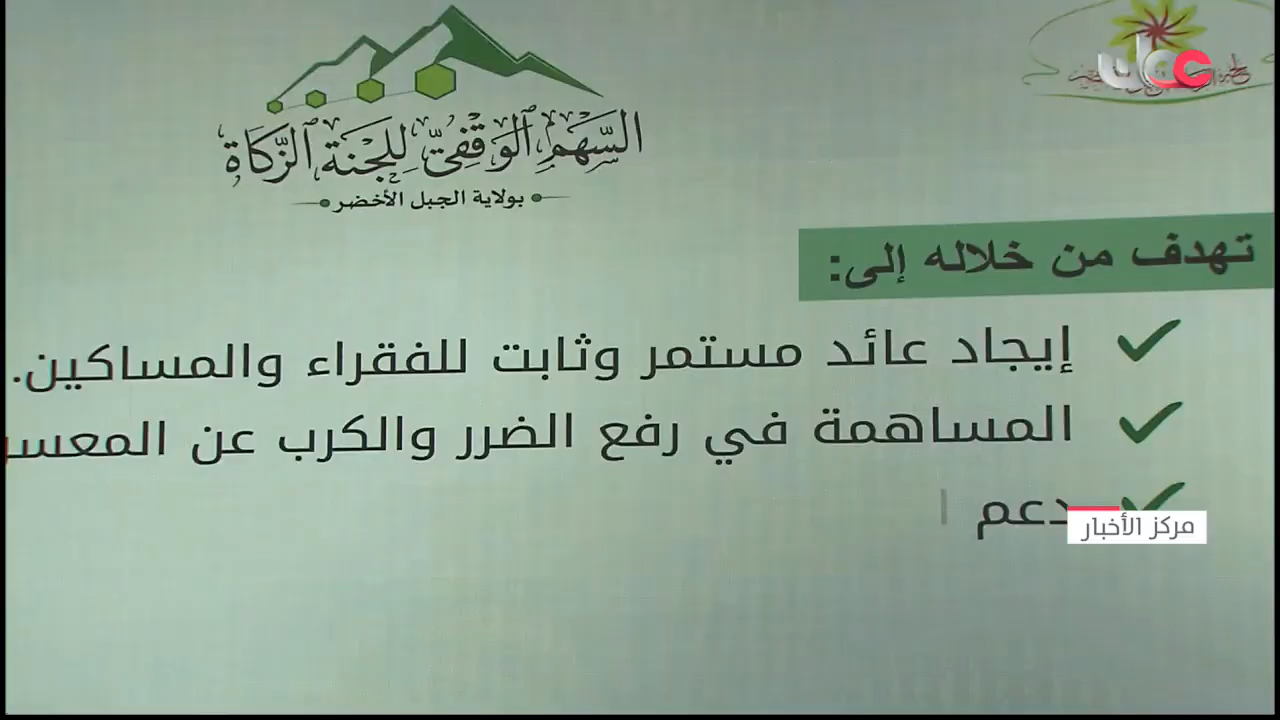 السهم الوقفي للجنة الزكاة
بولاية الجبل الأخضر
تهدف من خلاله إلى:
إيجاد عائد مستمر وثابت للفقراء والمساكين.
المساهمة في رفع الضرر والكرب عن
دعم
مركز الأخبار